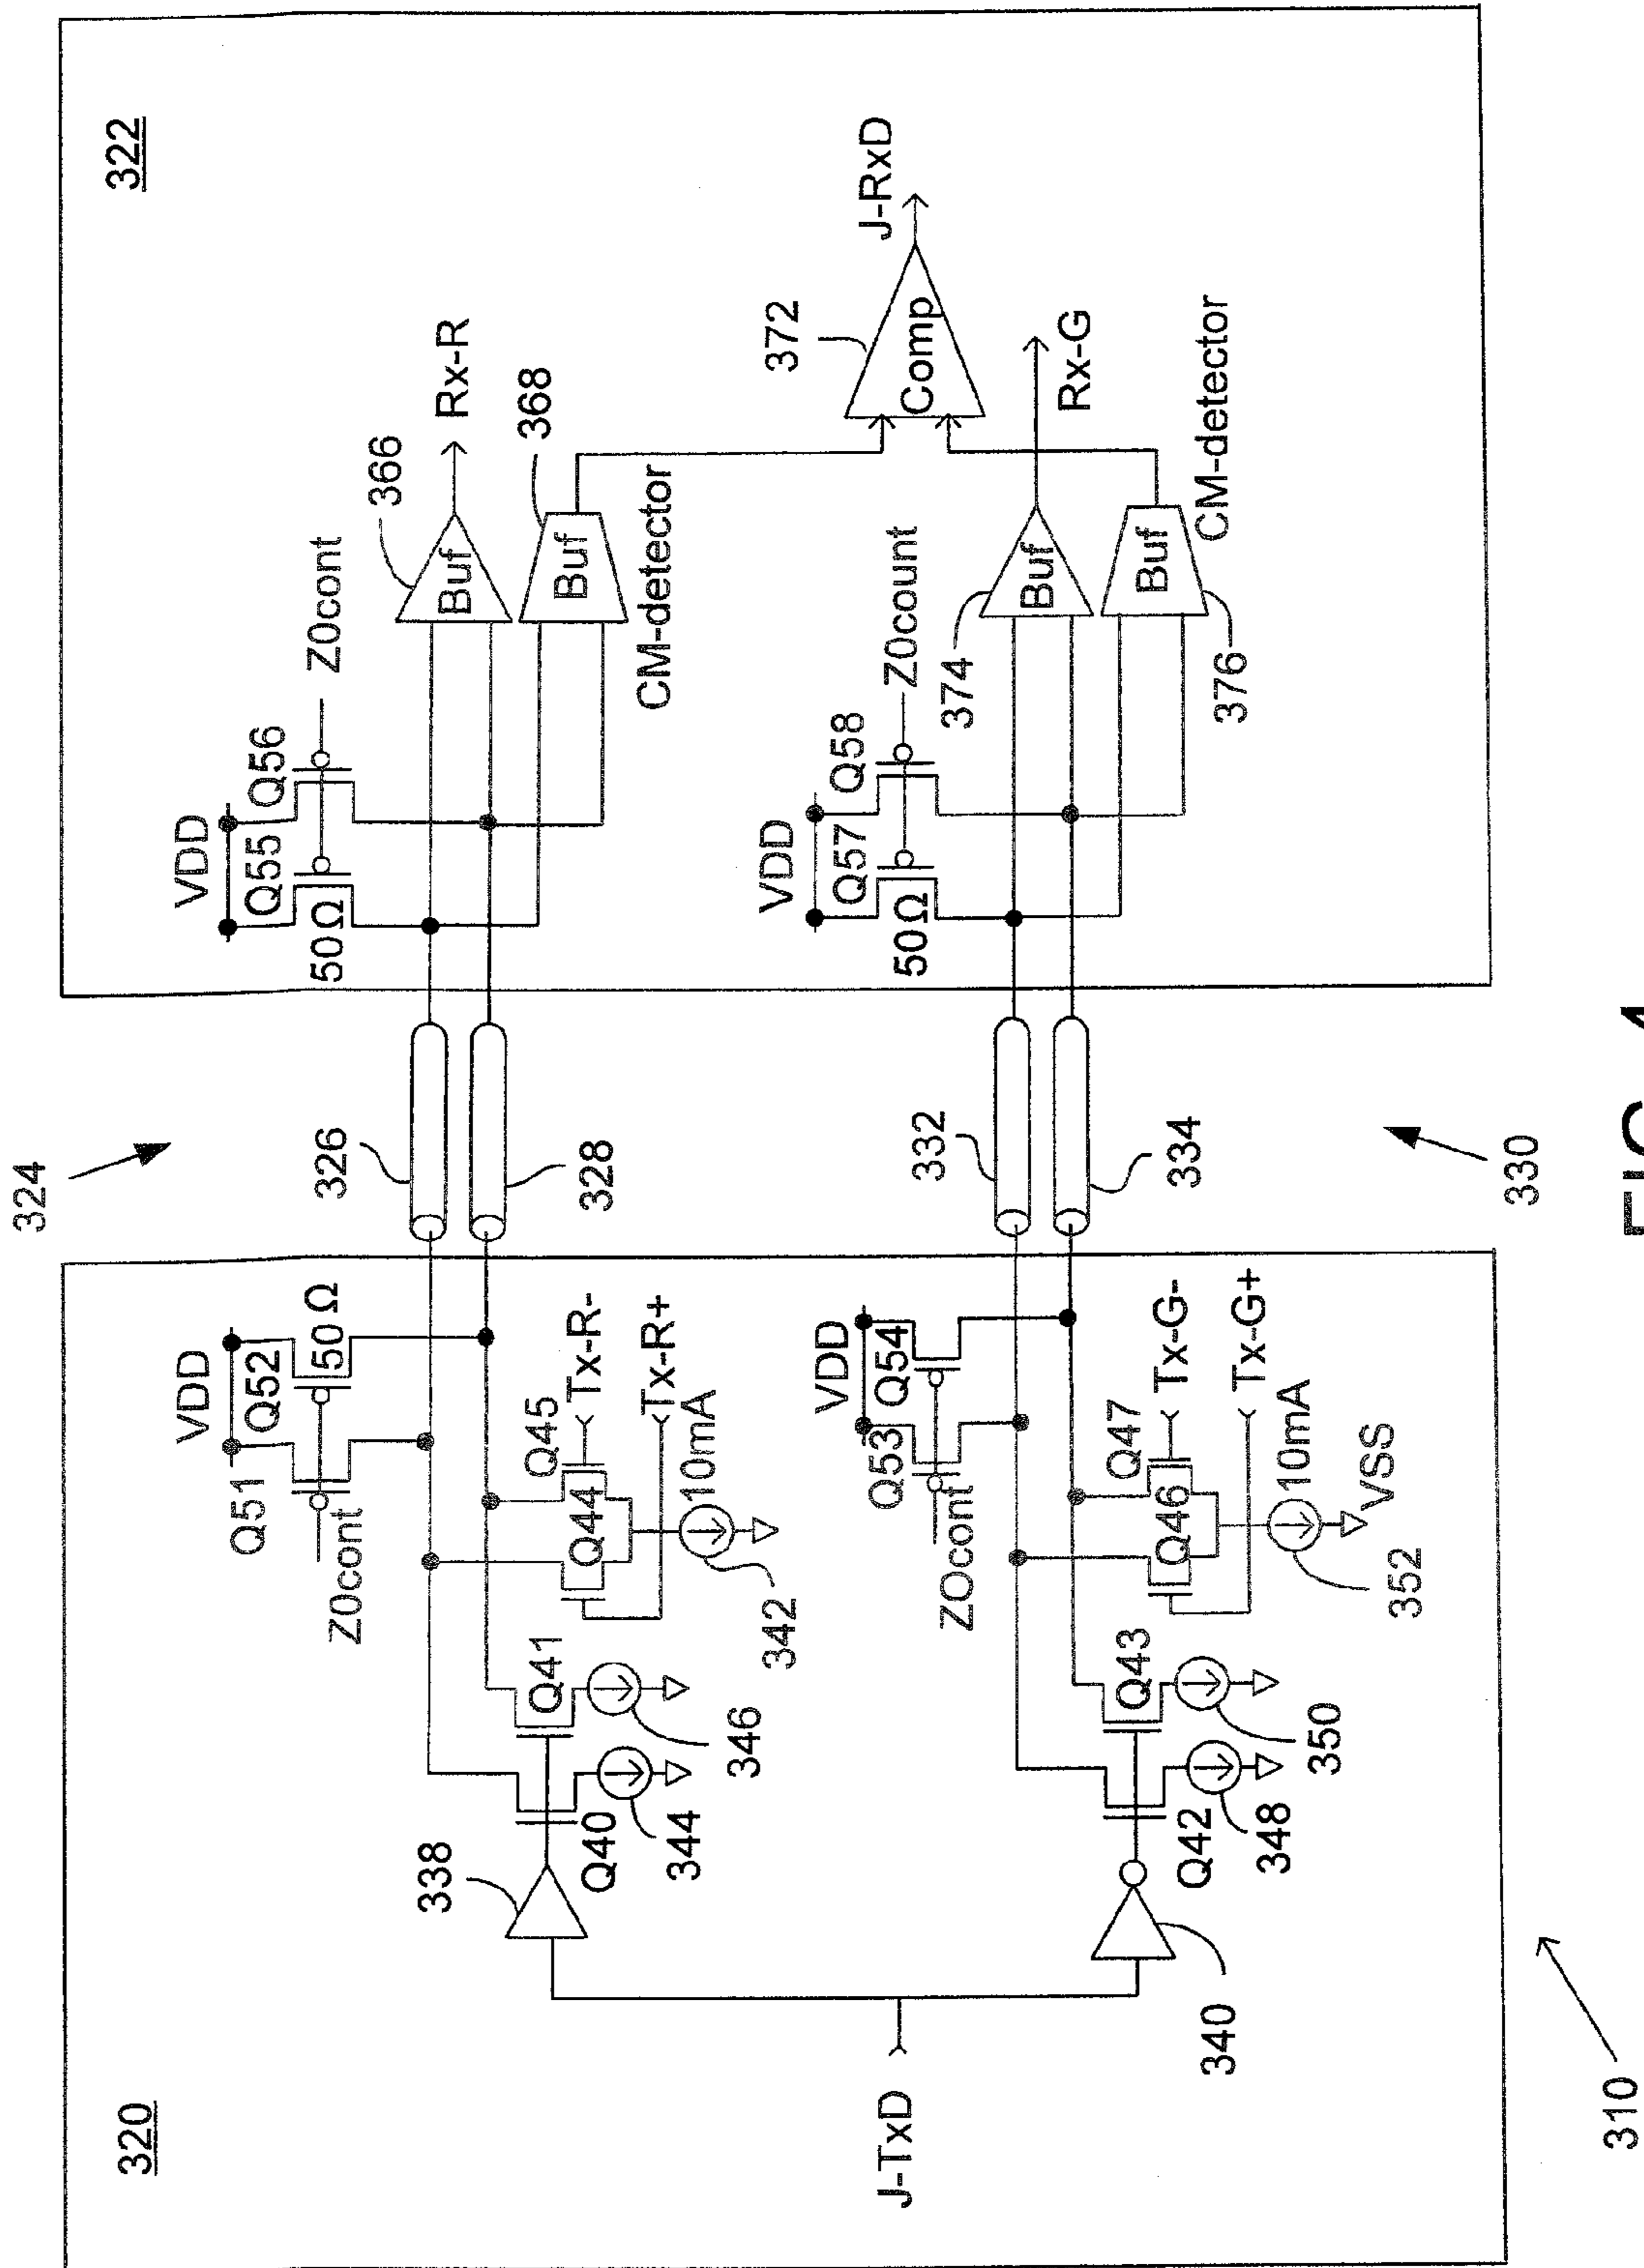 320
322
324
VDD
Q51
Q52
50Ω
Z0cont
326
328
VDD
Q55
Q56
50Ω
Z0cont
366
Buf
Rx-R
368
Buf
CM-detector
338
Q40
Q41
344
346
Q44
Q45
Tx-R-
Tx-R+
10mA
342
J-TxD
372
Comp
J-RxD
VDD
Q53
Q54
ZOcont
332
334
VDD
Q57
Q58
50Ω
Z0count
374
Buf
Rx-G
Buf
376
CM-detector
340
Q42
Q43
348
350
Q46
Q47
Tx-G-
Tx-G+
10mA
VSS
352
330
310